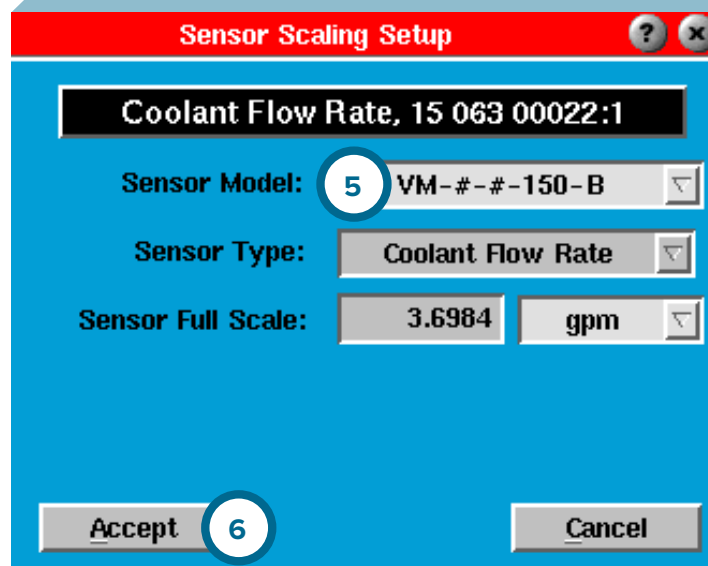 Sensor Scaling Setup ? x
Coolant Flow Rate, 15 063 00022:1
Sensor Model: 5 VM-#-#-150-B
Sensor Type: Coolant Flow Rate
Sensor Full Scale: 3.6984 gpm
Accept 6 Cancel